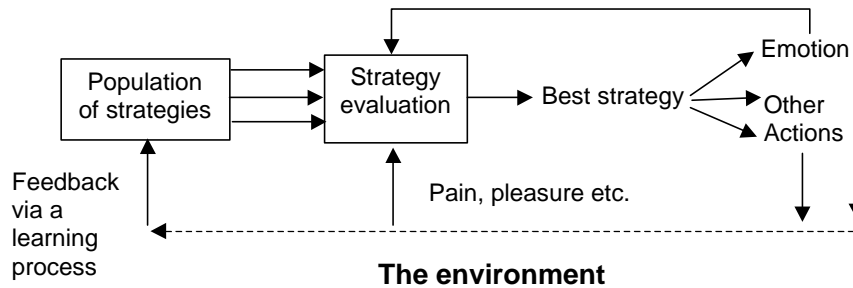 Population
of strategies
Strategy
evaluation
Best strategy
Emotion
Other
Actions
Feedback
via a
learning
process
Pain, pleasure etc.
The environment